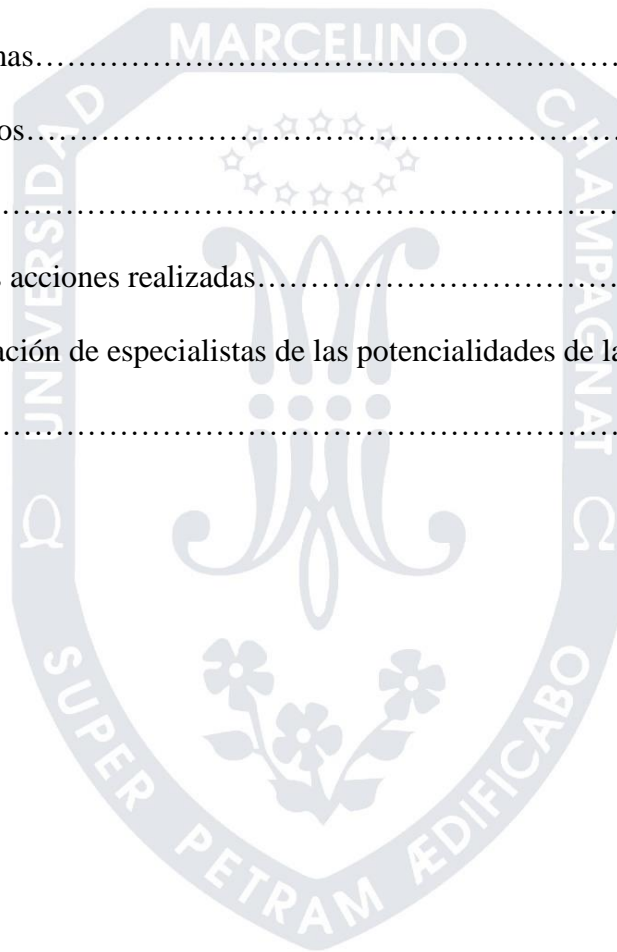 MARCELINO
nas……………………………………………………
os……………………………………………………
……………………………………………………
s acciones realizadas……………………………
ación de especialistas de las potencialidades de la
……………………………………………………
UNIVERSIDAD
CHAMPAGNAT
SUPER PETRAM ÆDIFICABO